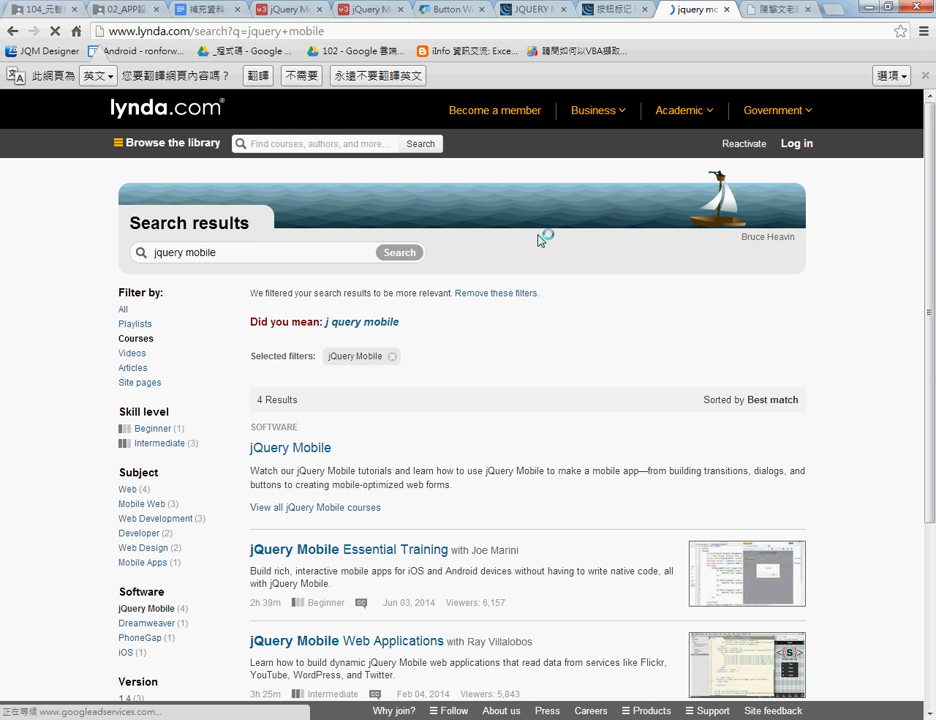 104_元智
02_APP設
補充資料
jQuery M
jQuery M
Button W
JQUERY M
按钮标记
jquery mo
陳擎文老
www.lynda.com/search?q=jquery+mobile
JQM Designer
Android - ronforw...
_程式碼 - Google ...
102 - Google 雲端...
iInfo 資訊交流: Exce...
請問如何以VBA擷取...
此網頁為 英文 您要翻譯網頁內容嗎？ 翻譯 不需要 永遠不要翻譯英文 選項
lynda.com®
Become a member
Business
Academic
Government
Browse the library
Find courses, authors, and more...
Search
Reactivate
Log in
Search results
jquery mobile
Search
Bruce Heavin
Filter by:
All
Playlists
Courses
Videos
Articles
Site pages
Skill level
Beginner (1)
Intermediate (3)
Subject
Web (4)
Mobile Web (3)
Web Development (3)
Developer (2)
Web Design (2)
Mobile Apps (1)
Software
jQuery Mobile (4)
Dreamweaver (1)
PhoneGap (1)
iOS (1)
Version
1.4 (3)
We filtered your search results to be more relevant. Remove these filters.
Did you mean: j query mobile
Selected filters: jQuery Mobile
4 Results
Sorted by Best match
SOFTWARE
jQuery Mobile
Watch our jQuery Mobile tutorials and learn how to use jQuery Mobile to make a mobile app—from building transitions, dialogs, and
buttons to creating mobile-optimized web forms.
View all jQuery Mobile courses
jQuery Mobile Essential Training with Joe Marini
Build rich, interactive mobile apps for iOS and Android devices without having to write native code, all
with jQuery Mobile.
2h 39m Beginner CC Jun 03, 2014 Viewers: 6,157
jQuery Mobile Web Applications with Ray Villalobos
Learn how to build dynamic jQuery Mobile web applications that read data from services like Flickr,
YouTube, WordPress, and Twitter.
3h 25m Intermediate CC Feb 04, 2014 Viewers: 5,843
正在等候 www.googleadservices.com...
Why join?
Follow
About us
Press
Careers
Products
Support
Site feedback